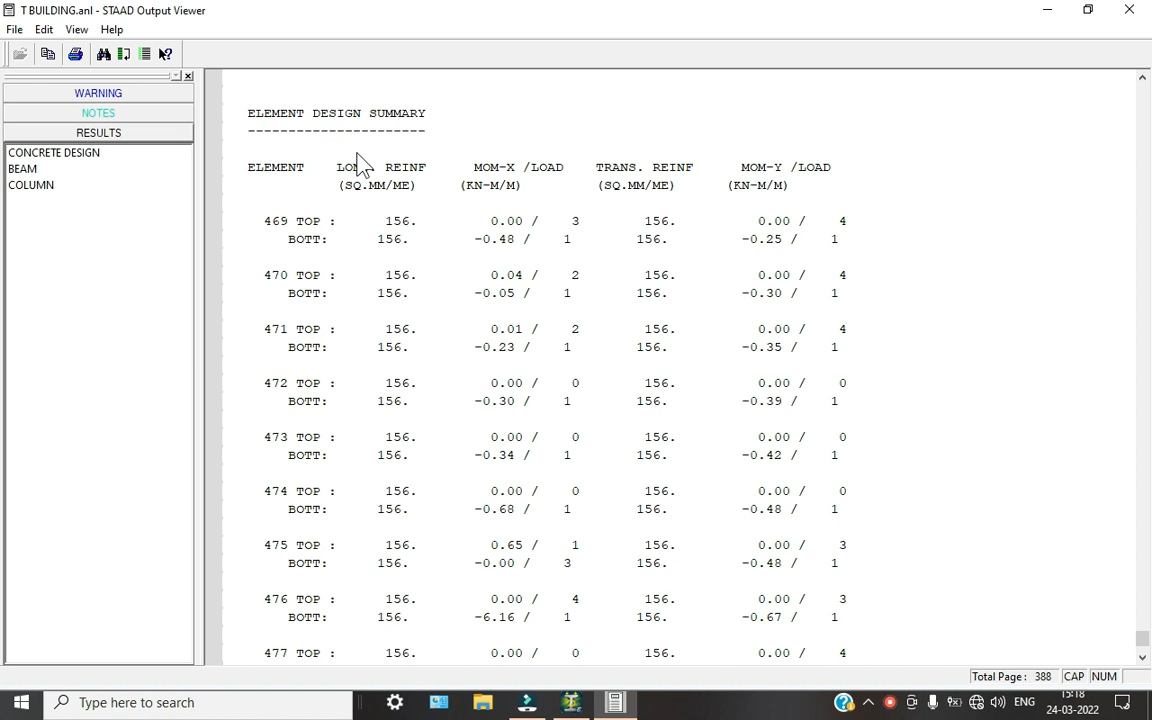 T BUILDING.anl - STAAD Output Viewer
File Edit View Help
WARNING
NOTES
RESULTS
CONCRETE DESIGN
BEAM
COLUMN
ELEMENT DESIGN SUMMARY
----------------------
ELEMENT REINF MOM-X /LOAD TRANS. REINF MOM-Y /LOAD
(SQ.MM/ME) (KN-M/M) (SQ.MM/ME) (KN-M/M)
469 TOP : 156. 0.00 / 3 156. 0.00 / 4
BOTT: 156. -0.48 / 1 156. -0.25 / 1
470 TOP : 156. 0.04 / 2 156. 0.00 / 4
BOTT: 156. -0.05 / 1 156. -0.30 / 1
471 TOP : 156. 0.01 / 2 156. 0.00 / 4
BOTT: 156. -0.23 / 1 156. -0.35 / 1
472 TOP : 156. 0.00 / 0 156. 0.00 / 0
BOTT: 156. -0.30 / 1 156. -0.39 / 1
473 TOP : 156. 0.00 / 0 156. 0.00 / 0
BOTT: 156. -0.34 / 1 156. -0.42 / 1
474 TOP : 156. 0.00 / 0 156. 0.00 / 0
BOTT: 156. -0.68 / 1 156. -0.48 / 1
475 TOP : 156. 0.65 / 1 156. 0.00 / 3
BOTT: 156. -0.00 / 3 156. -0.48 / 1
476 TOP : 156. 0.00 / 4 156. 0.00 / 3
BOTT: 156. -6.16 / 1 156. -0.67 / 1
477 TOP : 156. 0.00 / 0 156. 0.00 / 4
Total Page: 388 CAP NUM
Type here to search
ENG
15:18
24-03-2022